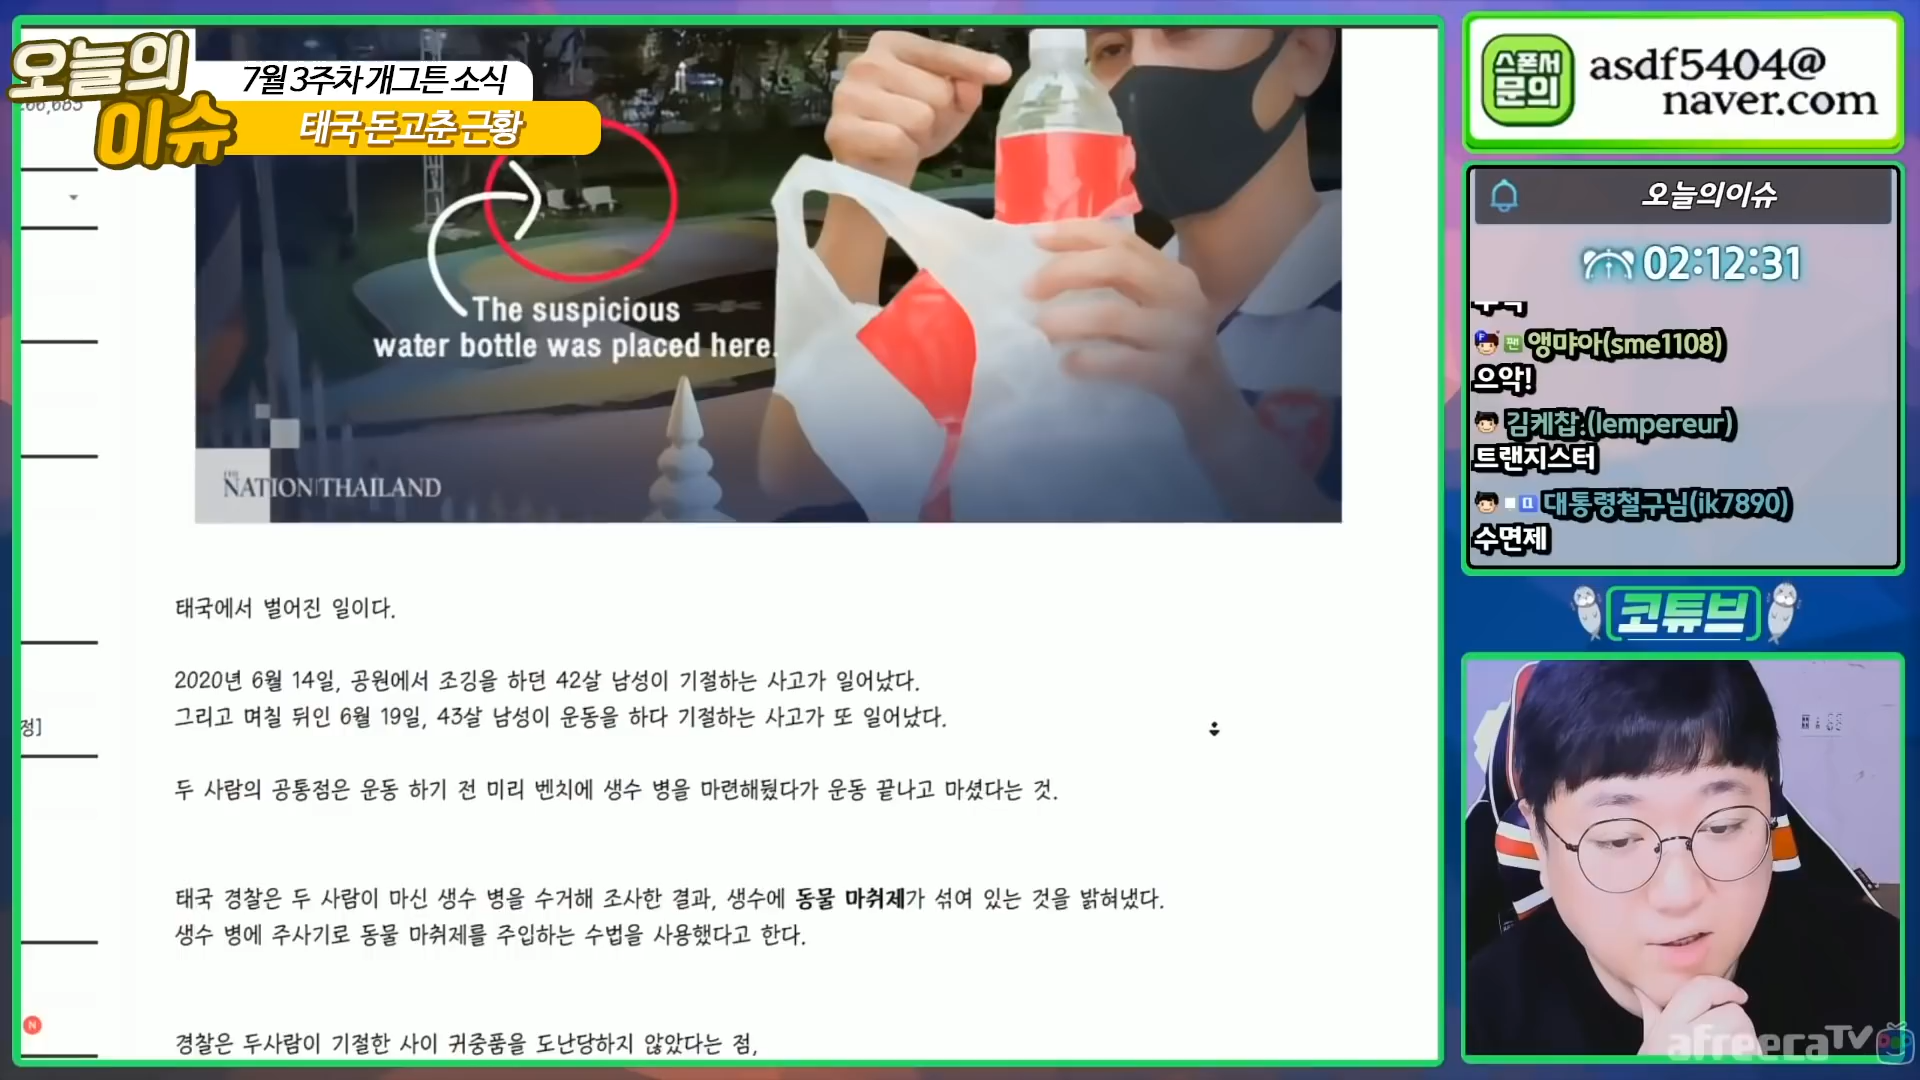 오늘의
이슈
7월 3주차 개그튼 소식
태국 돈고춘 근황
The suspicious
water bottle was placed here.
THE
NATION THAILAND
태국에서 벌어진 일이다.
2020년 6월 14일, 공원에서 조깅을 하던 42살 남성이 기절하는 사고가 일어났다.
그리고 며칠 뒤인 6월 19일, 43살 남성이 운동을 하다 기절하는 사고가 또 일어났다.
두 사람의 공통점은 운동 하기 전 미리 벤치에 생수 병을 마련해뒀다가 운동 끝나고 마셨다는 것.
태국 경찰은 두 사람이 마신 생수 병을 수거해 조사한 결과, 생수에 동물 마취제가 섞여 있는 것을 밝혀냈다.
생수 병에 주사기로 동물 마취제를 주입하는 수법을 사용했다고 한다.
경찰은 두사람이 기절한 사이 귀중품을 도난당하지 않았다는 점,
정]
N
스폰서
문의
asdf5404@
naver.com
오늘의이슈
02:12:31
팬 앵먀아(sme1108)
으악!
김케찹.(lempereur)
트랜지스터
대통령철구님(ik7890)
수면제
코튜브
afreecaTV